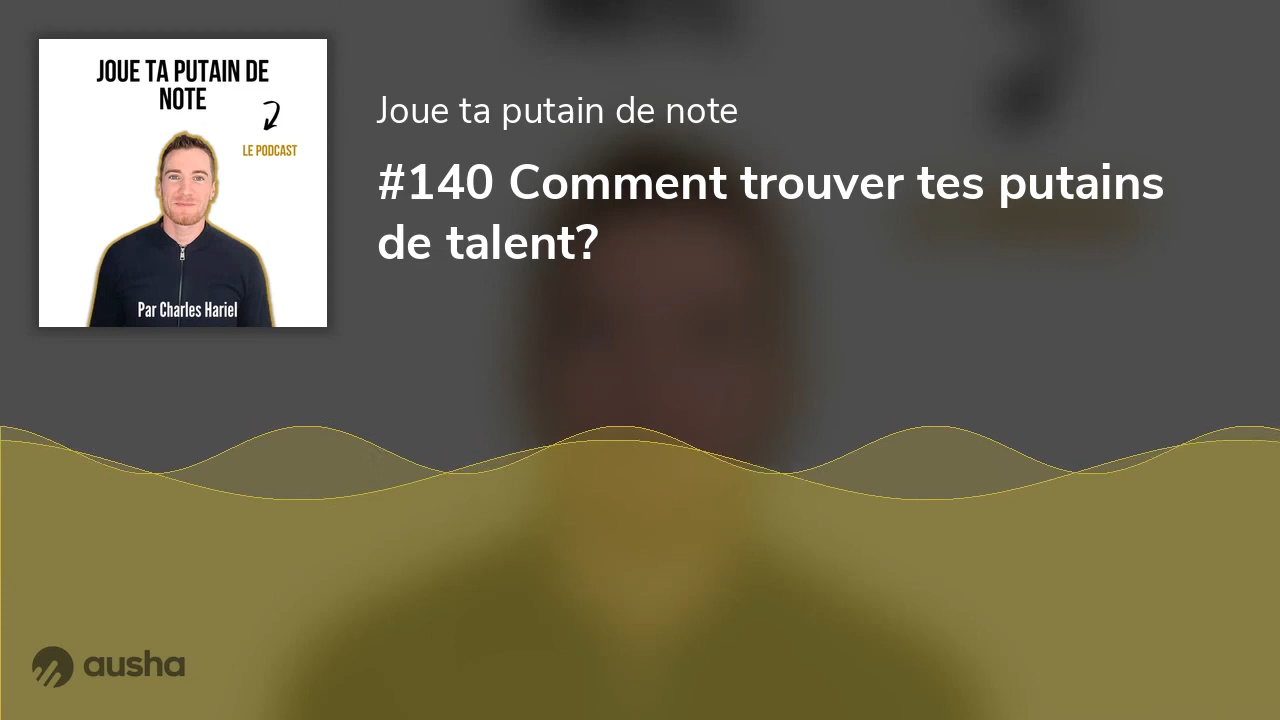 JOUE TA PUTAIN DE
NOTE
LE PODCAST
Par Charles Hariel
Joue ta putain de note
#140 Comment trouver tes putains
de talent?
ausha